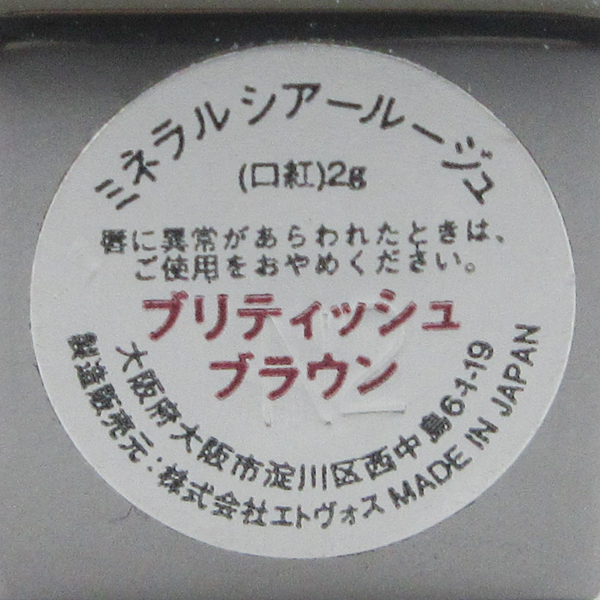 ミネラルシアールージュ
(口紅)2g
唇に異常があらわれたときは、
ご使用をおやめください。
ブリティッシュ
ブラウン
大阪府大阪市淀川区西中島6-1-19
製造販売元:株式会社エトヴォス MADE IN JAPAN